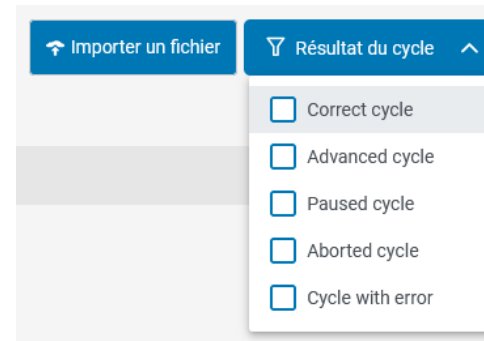 Importer un fichier
Résultat du cycle
Correct cycle
Advanced cycle
Paused cycle
Aborted cycle
Cycle with error